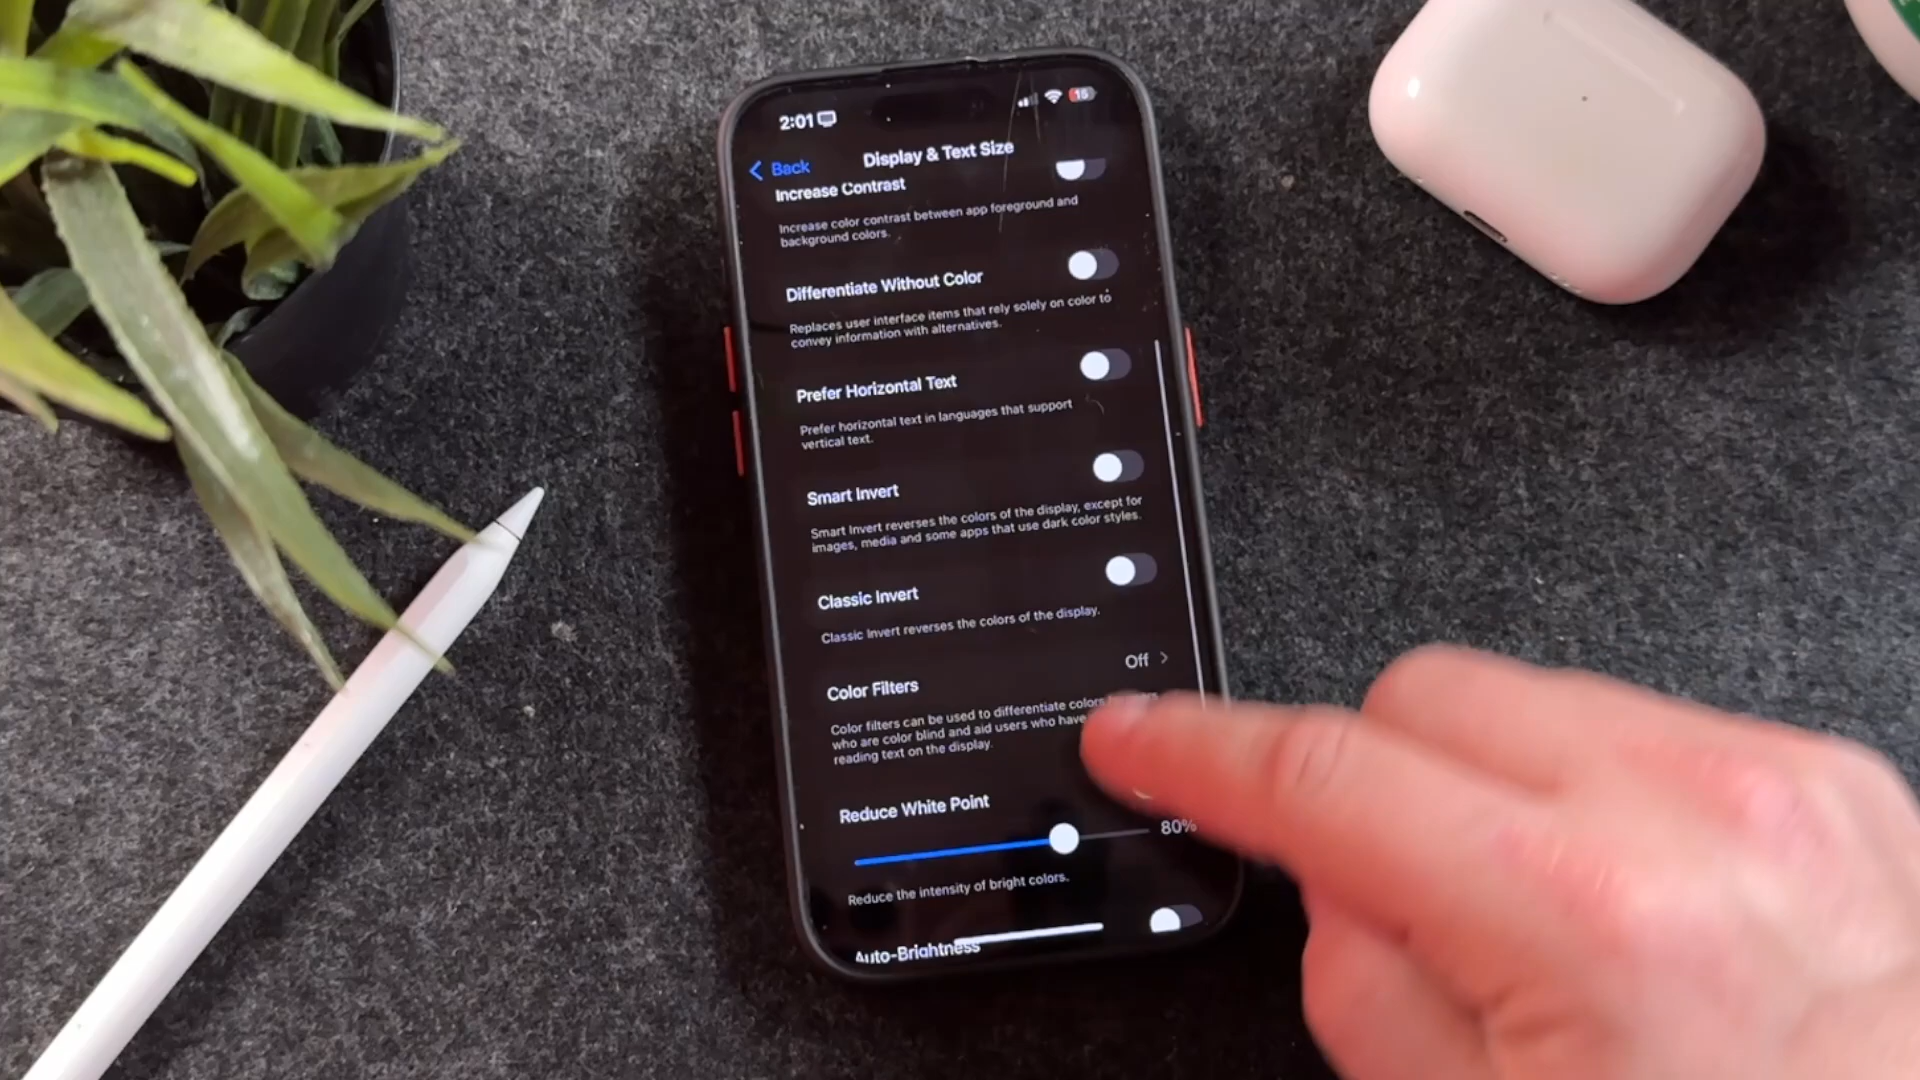 2:01
15
Back
Display & Text Size
Increase Contrast
Increase color contrast between app foreground and
background colors.
Differentiate Without Color
Replaces user interface items that rely solely on color to
convey information with alternatives.
Prefer Horizontal Text
Prefer horizontal text in languages that support
vertical text.
Smart Invert
Smart Invert reverses the colors of the display, except for
images, media and some apps that use dark color styles.
Classic Invert
Classic Invert reverses the colors of the display.
Color Filters
Off
Color filters can be used to differentiate colors
who are color blind and aid users who have
reading text on the display.
Reduce White Point
80%
Reduce the intensity of bright colors.
Auto-Brightness